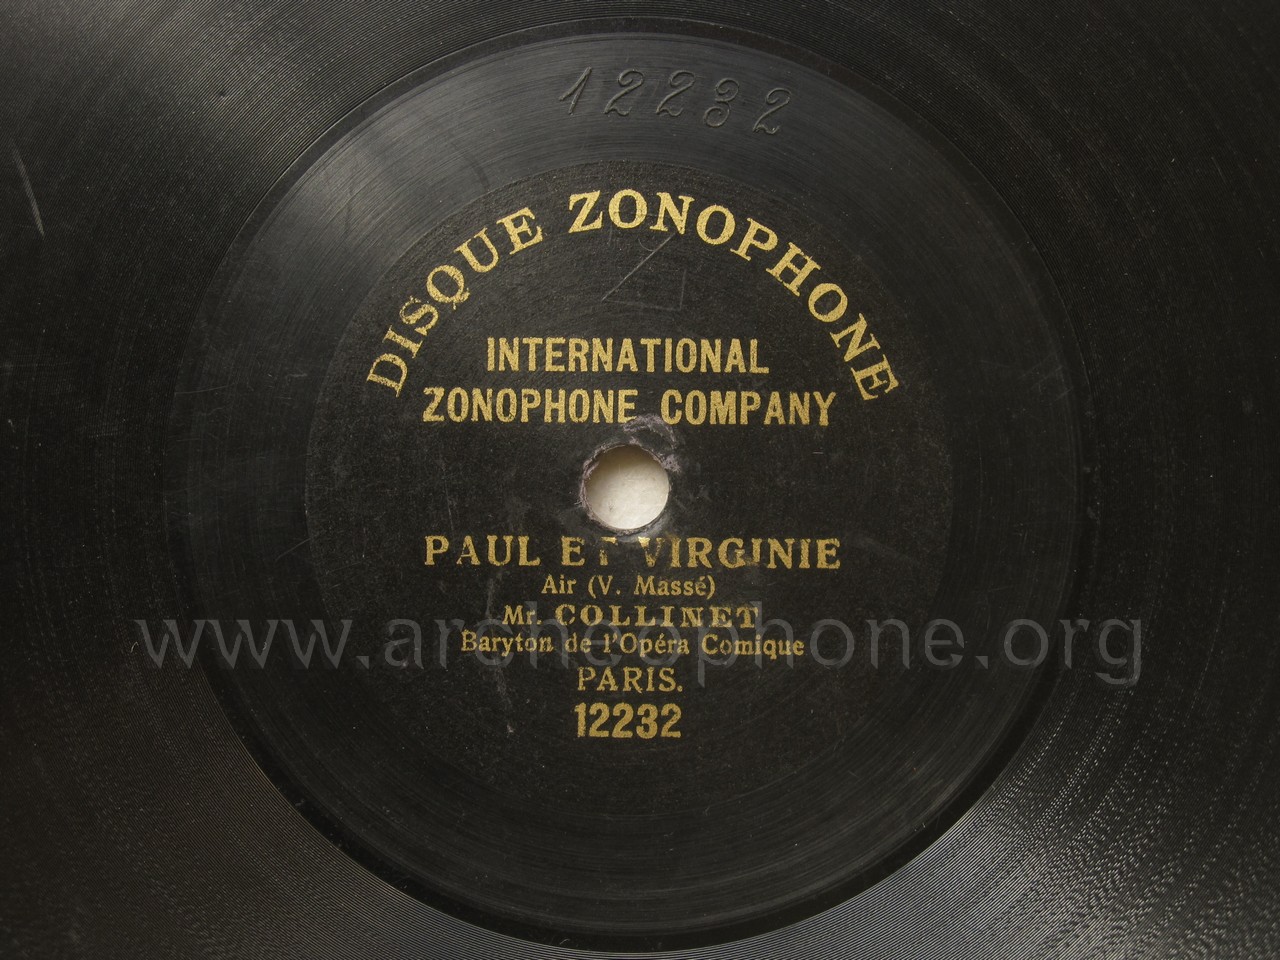 12232
DISQUE ZONOPHONE
INTERNATIONAL
ZONOPHONE COMPANY
PAUL ET VIRGINIE
Air (V. Massé)
Mr. COLLINET
www.archeophone.org
Baryton de l'Opéra Comique
PARIS.
12232